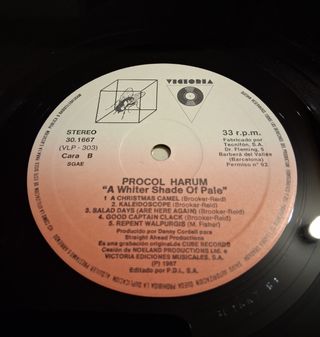 VICTORIA
STEREO
30.1667
(VLP - 303)
Cara B
SGAE
33 r.p.m.
Fabricado por
Tecnifón, S.A.
Dr. Fleming, 5
Barberá del Vallés
(Barcelona)
Permiso nº 62
PROCOL HARUM
"A Whiter Shade Of Pale"
1 A CHRISTMAS CAMEL (Brooker-Reid)
2. KALEIDOSCOPE (Brooker-Reid)
3. SALAD DAYS (ARE HERE AGAIN) (Brooker-Reid)
4. GOOD CAPTAIN CLACK (Brooker-Reid)
5. REPENT WALPURGIS (M. Fisher)
Producido por Denny Cordell para
Straight Ahead Productions
Es una grabación original de CUBE RECORDS
Cesión de MOELAND PRODUCTIONS Ltd. a
VICTORIA EDICIONES MUSICALES, S.A.
(P) 1987
Editado por P.D.I., S.A.